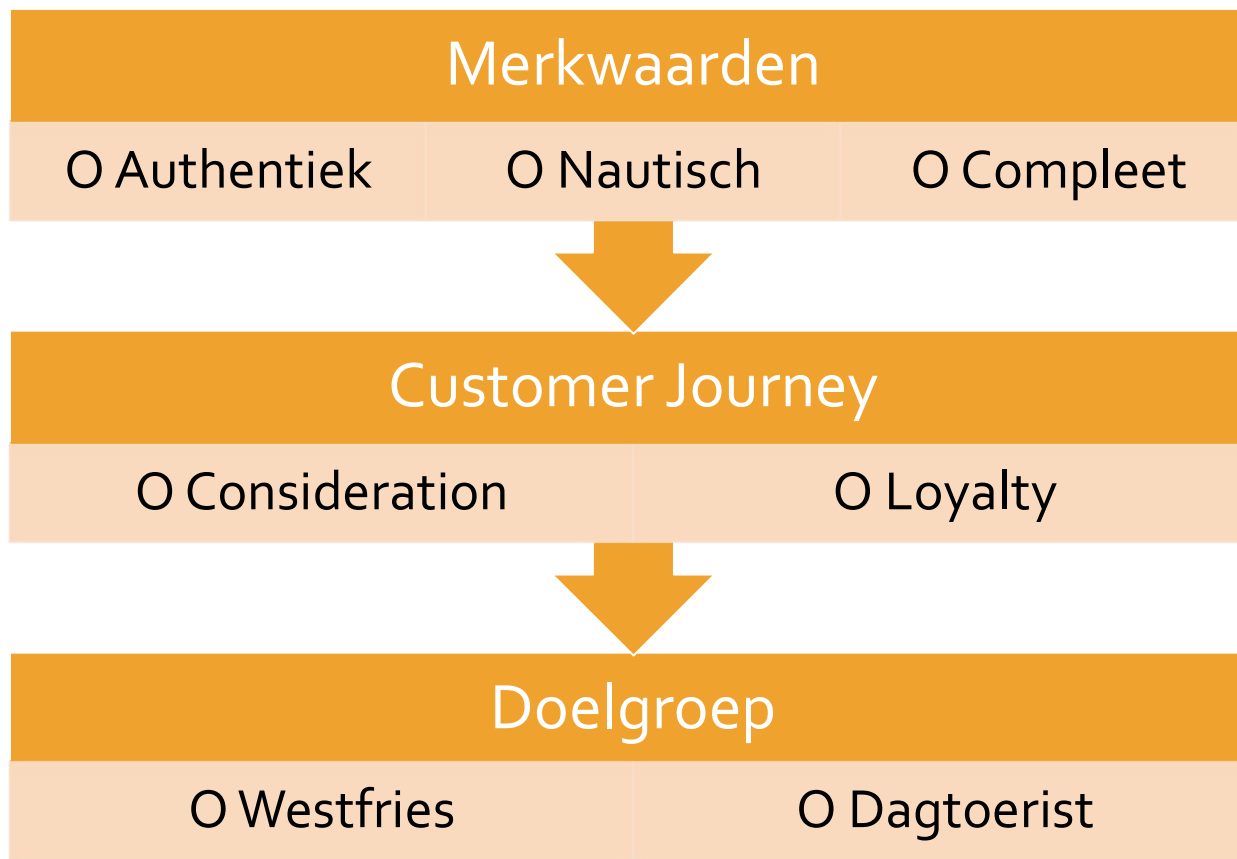 Merkwaarden
O Authentiek O Nautisch O Compleet
Customer Journey
O Consideration O Loyalty
Doelgroep
O Westfries O Dagtoerist